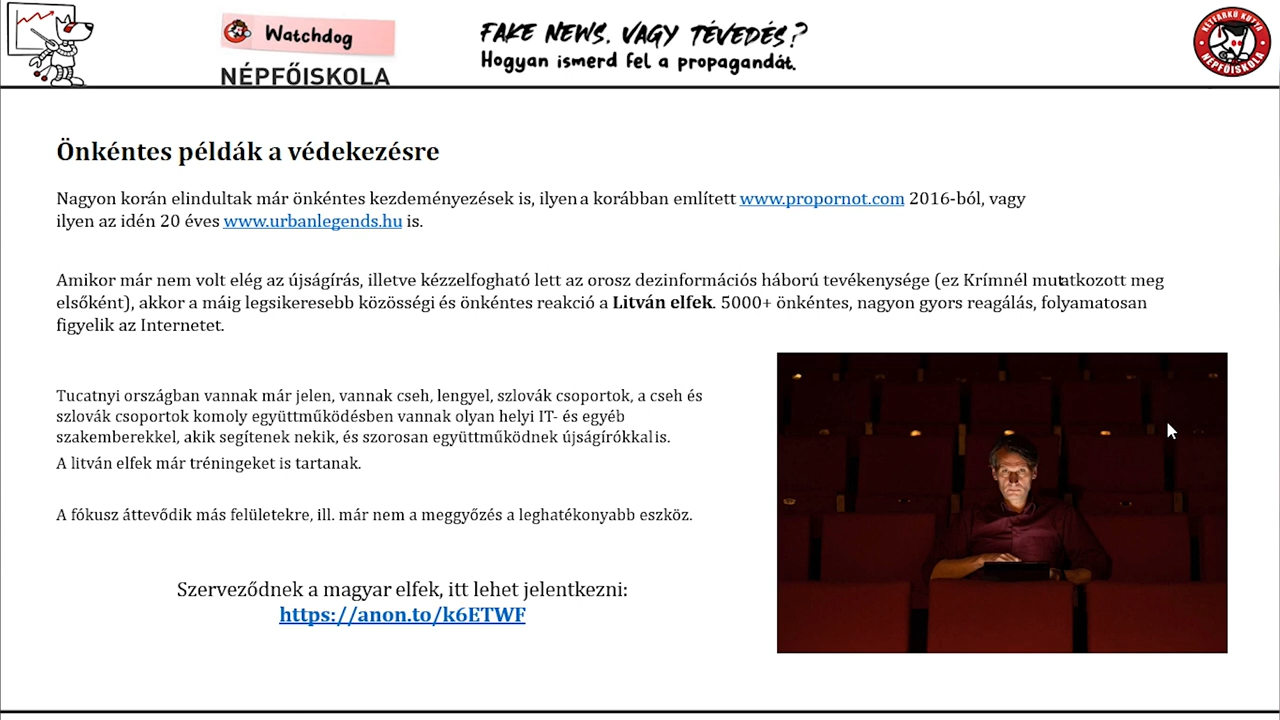 Watchdog
NÉPFŐISKOLA
FAKE NEWS, VAGY TÉVEDÉS?
Hogyan ismerd fel a propagandát.
KÉTFARKÚ KUTYA
NÉPFŐISKOLA
Önkéntes példák a védekezésre
Nagyon korán elindultak már önkéntes kezdeményezések is, ilyen a korábban említett www.propornot.com 2016-ból, vagy
ilyen az idén 20 éves www.urbanlegends.hu is.
Amikor már nem volt elég az újságírás, illetve kézzelfogható lett az orosz dezinformációs háború tevékenysége (ez Krímnél mutatkozott meg
elsőként), akkor a máig legsikeresebb közösségi és önkéntes reakció a Litván elfek. 5000+ önkéntes, nagyon gyors reagálás, folyamatosan
figyelik az Internetet.
Tucatnyi országban vannak már jelen, vannak cseh, lengyel, szlovák csoportok, a cseh és
szlovák csoportok komoly együttműködésben vannak olyan helyi IT- és egyéb
szakemberekkel, akik segítenek nekik, és szorosan együttműködnek újságírókkal is.
A litván elfek már tréningeket is tartanak.
A fókusz áttevődik más felületekre, ill. már nem a meggyőzés a leghatékonyabb eszköz.
Szerveződnek a magyar elfek, itt lehet jelentkezni:
https://anon.to/k6ETWF